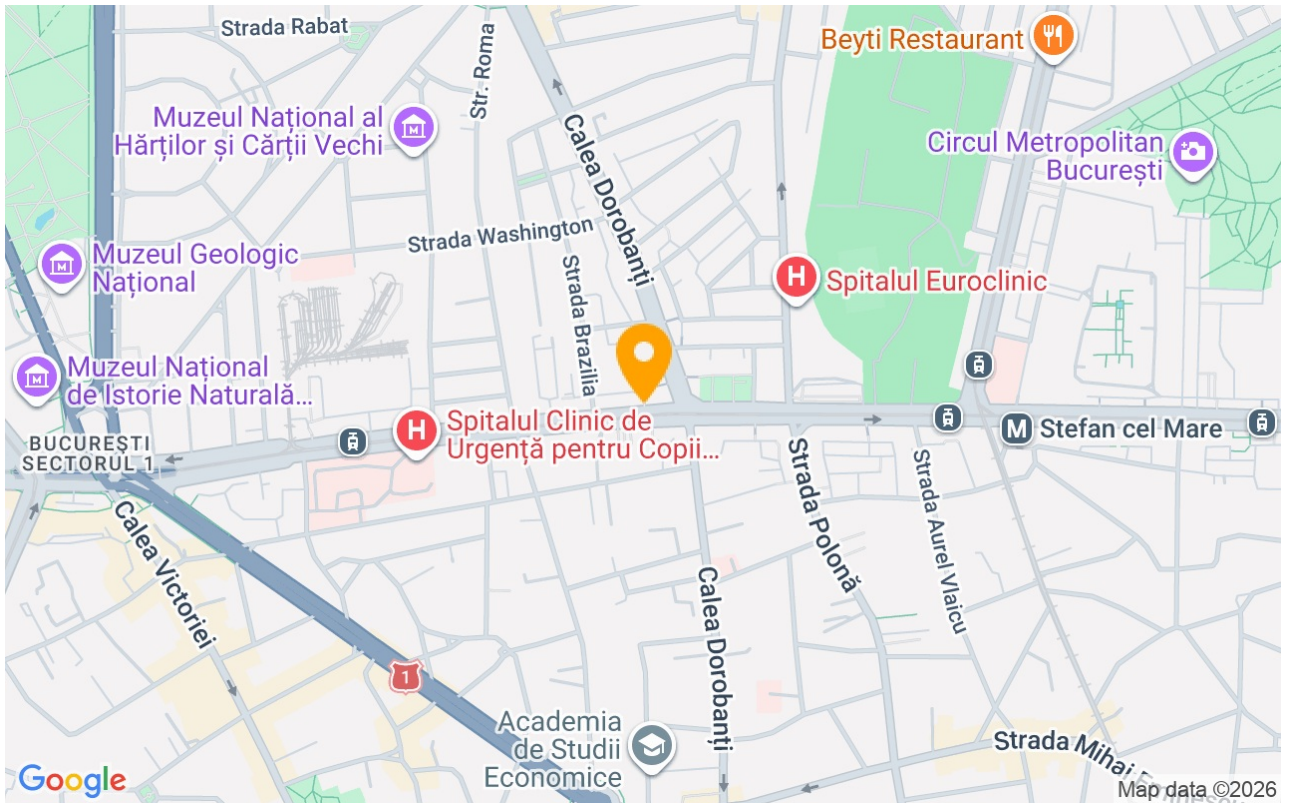 Strada Rabat
Str. Roma
Beyti Restaurant
Muzeul Național al
Hărților și Cărții Vechi
Calea Dorobanți
Circul Metropolitan
București
Strada Washington
Muzeul Geologic
Național
Strada Brazilia
H
Spitalul Euroclinic
Muzeul Național
de Istorie Naturală...
H
Spitalul Clinic de
Urgență pentru Copii...
M
Stefan cel Mare
BUCUREȘTI
SECTORUL 1
Strada Polonă
Strada Aurel Vlaicu
Calea Victoriei
Calea Dorobanți
1
Academia
de Studii
Economice
Strada Mihai
Google
Map data ©2026